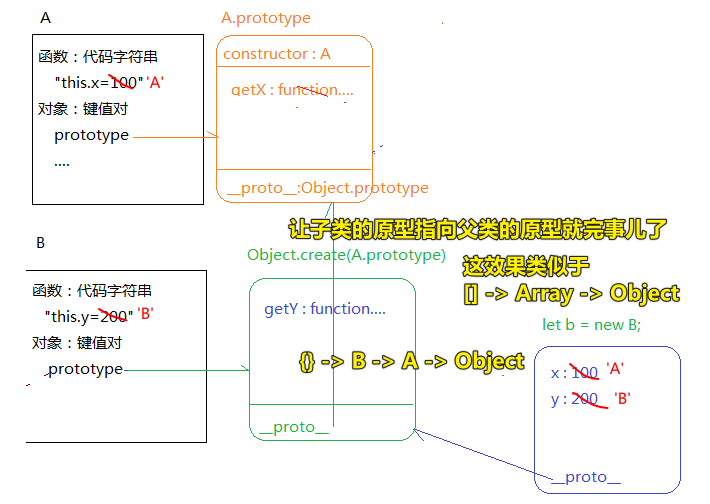 A
A.prototype
函数：代码字符串
"this.x=100" 'A'
对象：键值对
prototype
....
constructor : A
getX : function....
__proto__:Object.prototype
让子类的原型指向父类的原型就完事儿了
B
Object.create(A.prototype)
这效果类似于
[] -> Array -> Object
函数：代码字符串
"this.y=200" 'B'
对象：键值对
prototype
getY : function....
{} -> B -> A -> Object
__proto__
let b = new B;
x : 100 'A'
y : 200 'B'
__proto__